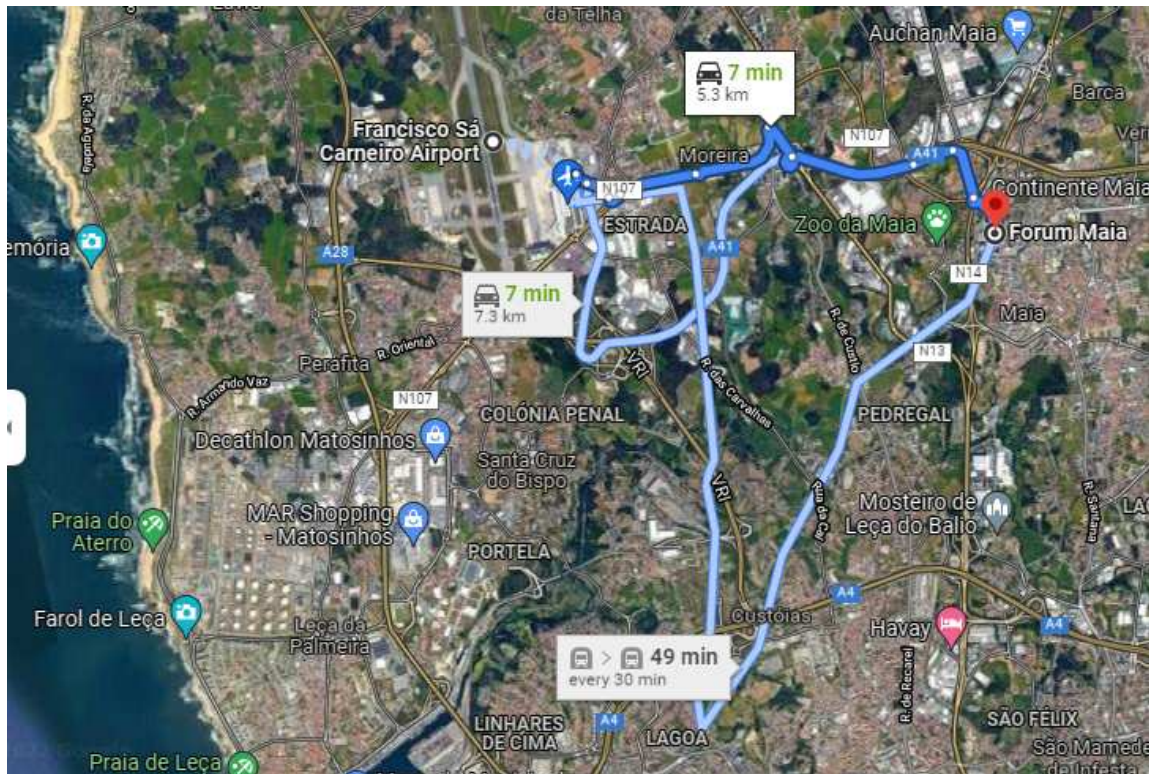 da Telha
Auchan Maia
7 min
5.3 km
Barca
R. da Agudela
Francisco Sá
Carneiro Airport
N107
Moreira
A41
N107
Continente Maia
ESTRADA
Zoo da Maia
Forum Maia
emória
A28
A41
N14
7 min
7.3 km
R. de Custió
Maia
R. Oriental
Perafita
VRI
N13
R. Armando Vaz
R. das Carvalhas
N107
COLÓNIA PENAL
PEDREGAL
Decathlon Matosinhos
Santa Cruz
do Bispo
VRI
Mosteiro de
Leça do Balio
R. Santana
MAR Shopping
- Matosinhos
Praia do
Aterro
PORTELA
A4
Farol de Leça
Leça da
Palmeira
Custóias
Havay
A4
> 49 min
every 30 min
R. de Recarei
LINHARES
DE CIMA
A4
LAGOA
SÃO FÉLIX
São Mamede
de Infesta
Praia de Leça